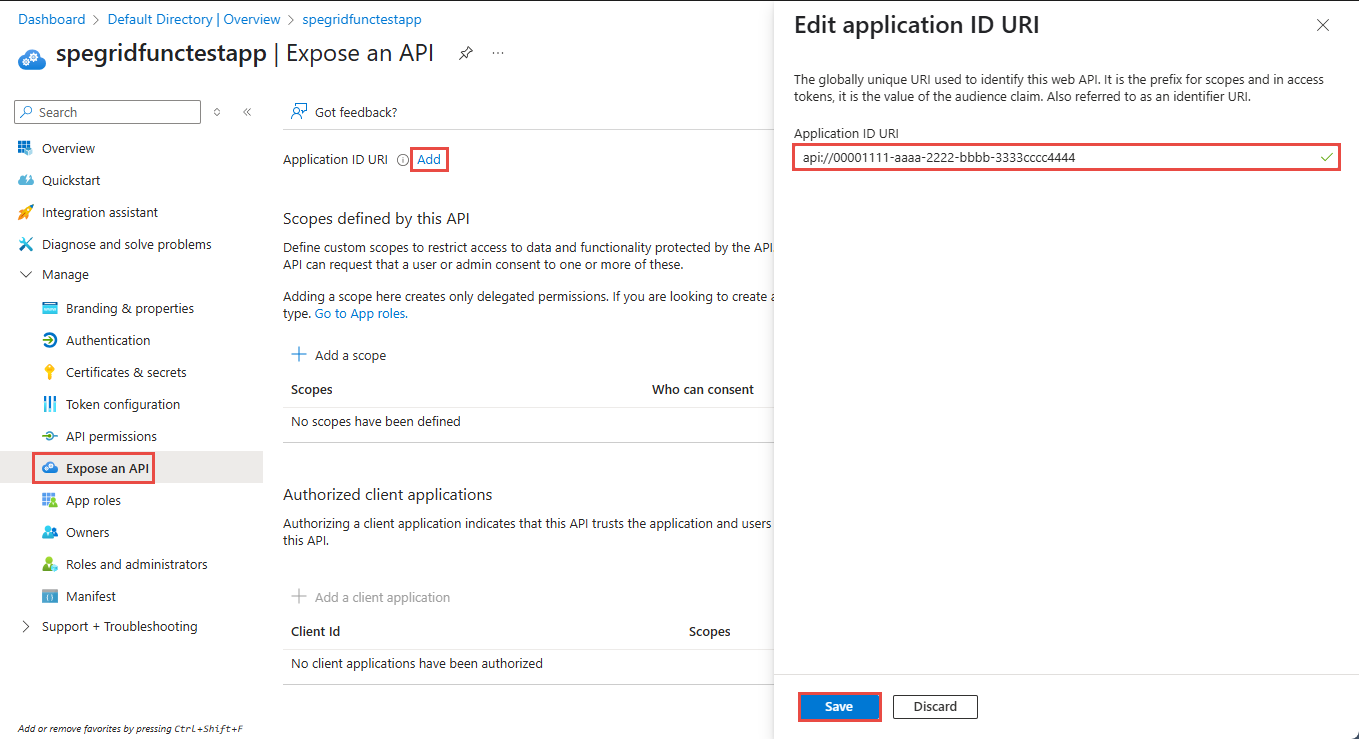 Dashboard > Default Directory | Overview > spegridfunctestapp
spegridfunctestapp | Expose an API
Search
Overview
Quickstart
Integration assistant
Diagnose and solve problems
Manage
Branding & properties
Authentication
Certificates & secrets
Token configuration
API permissions
Expose an API
App roles
Owners
Roles and administrators
Manifest
Support + Troubleshooting
Add or remove favorites by pressing Ctrl+Shift+F
Got feedback?
Application ID URI Add
Scopes defined by this API
Define custom scopes to restrict access to data and functionality protected by the API
API can request that a user or admin consent to one or more of these.
Adding a scope here creates only delegated permissions. If you are looking to create a
type. Go to App roles.
Add a scope
Scopes Who can consent
No scopes have been defined
Authorized client applications
Authorizing a client application indicates that this API trusts the application and users
this API.
Add a client application
Client Id Scopes
No client applications have been authorized
Edit application ID URI
The globally unique URI used to identify this web API. It is the prefix for scopes and in access
tokens, it is the value of the audience claim. Also referred to as an identifier URI.
Application ID URI
api://00001111-aaaa-2222-bbbb-3333cccc4444
Save Discard